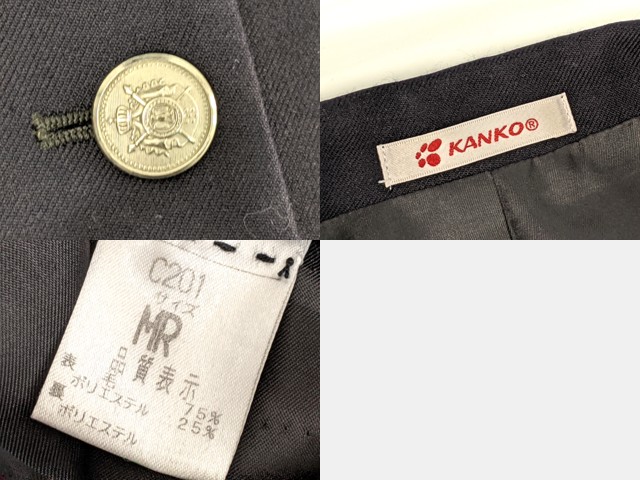 KANKO®
C201
サイズ
MR
品質表示
表 毛 75%
ポリエステル 25%
裏 ポリエステル